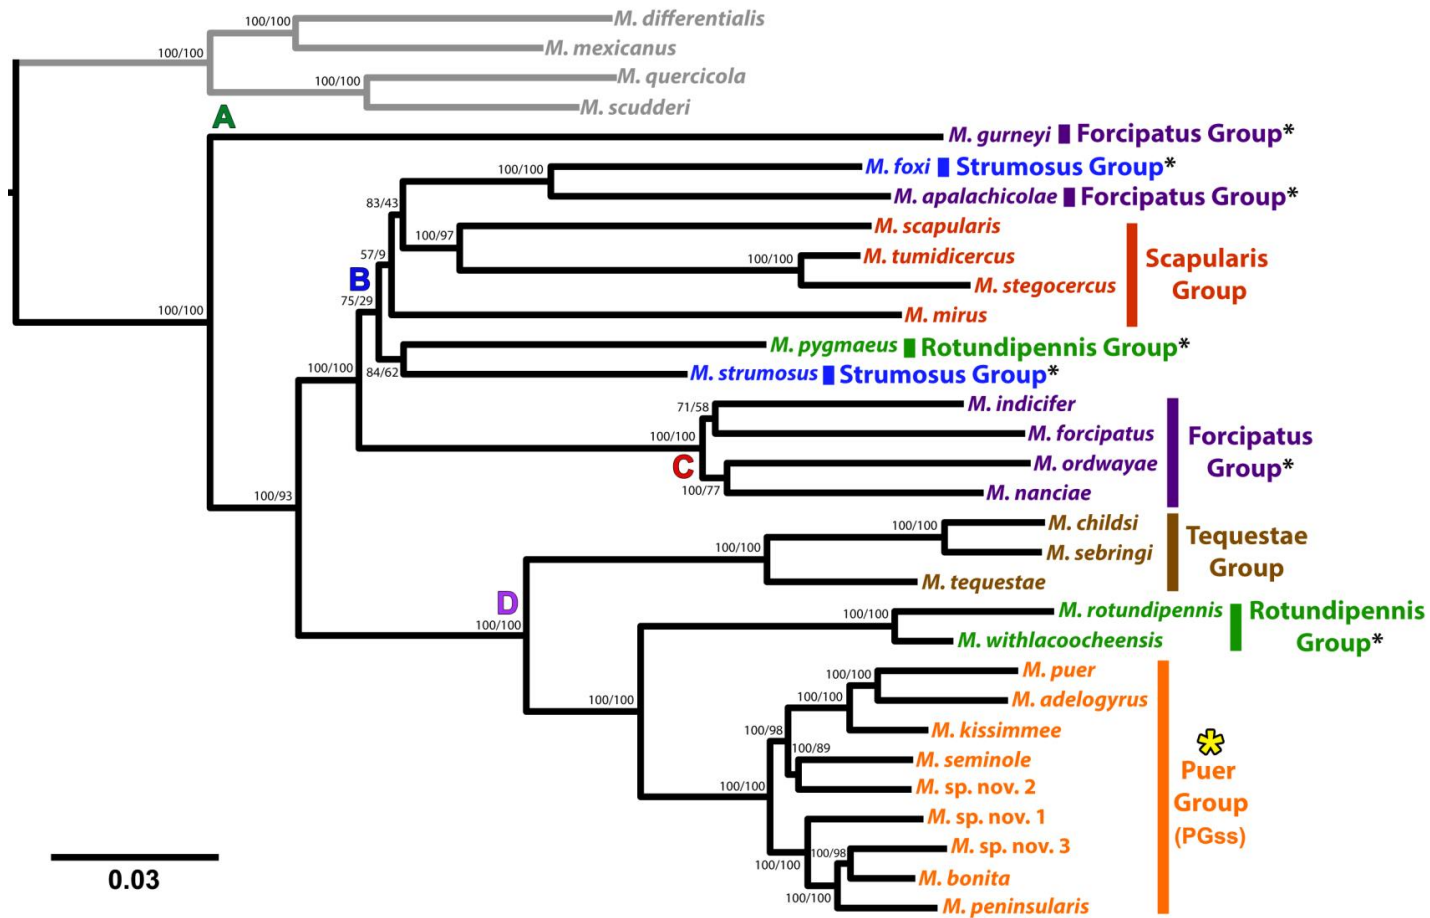 100/100
M. differentialis
M. mexicanus
100/100
100/100
M. quercicola
M. scudderi
A
M. gurneyi Forcipatus Group*
100/100
M. foxi Strumosus Group*
M. apalachicolae Forcipatus Group*
83/43
100/97
M. scapularis
57/9
100/100
M. tumidicercus
M. stegocercus
Scapularis
Group
B
75/29
M. mirus
100/100
M. pygmaeus Rotundipennis Group*
100/100
84/62
M. strumosus Strumosus Group*
71/58
M. indicifer
M. forcipatus
100/100
C
M. ordwayae
100/77
M. nanciae
Forcipatus
Group*
100/93
100/100
M. childsi
M. sebringi
100/100
M. tequestae
Tequestae
Group
D
100/100
100/100
M. rotundipennis
M. withlacoocheensis
Rotundipennis
Group*
100/100
100/100
M. puer
M. adelogyrus
100/100
M. kissimmee
100/98
100/89
M. seminole
M. sp. nov. 2
100/100
M. sp. nov. 1
100/98
M. sp. nov. 3
100/100
M. bonita
100/100
M. peninsularis
*
Puer
Group
(PGss)
0.03